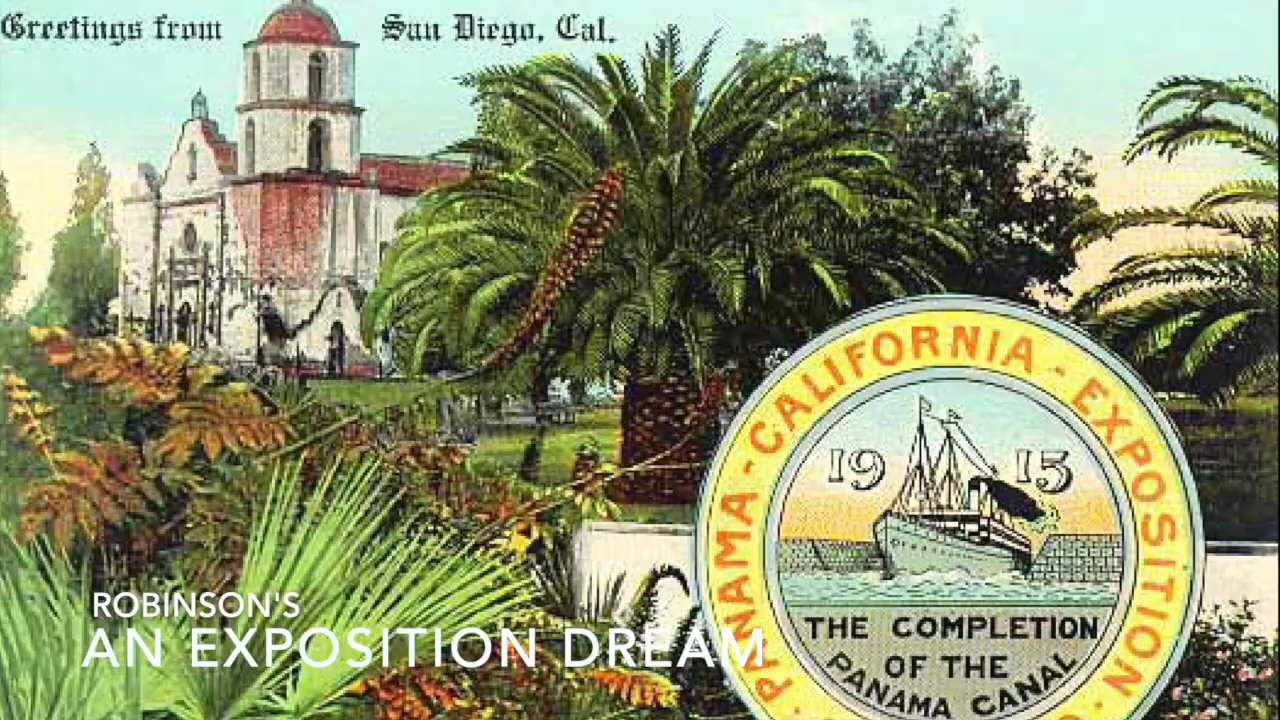 Greetings from San Diego, Cal.
PANAMA - CALIFORNIA - EXPOSITION
1915
THE COMPLETION
OF THE
PANAMA CANAL
ROBINSON'S
AN EXPOSITION DREAM